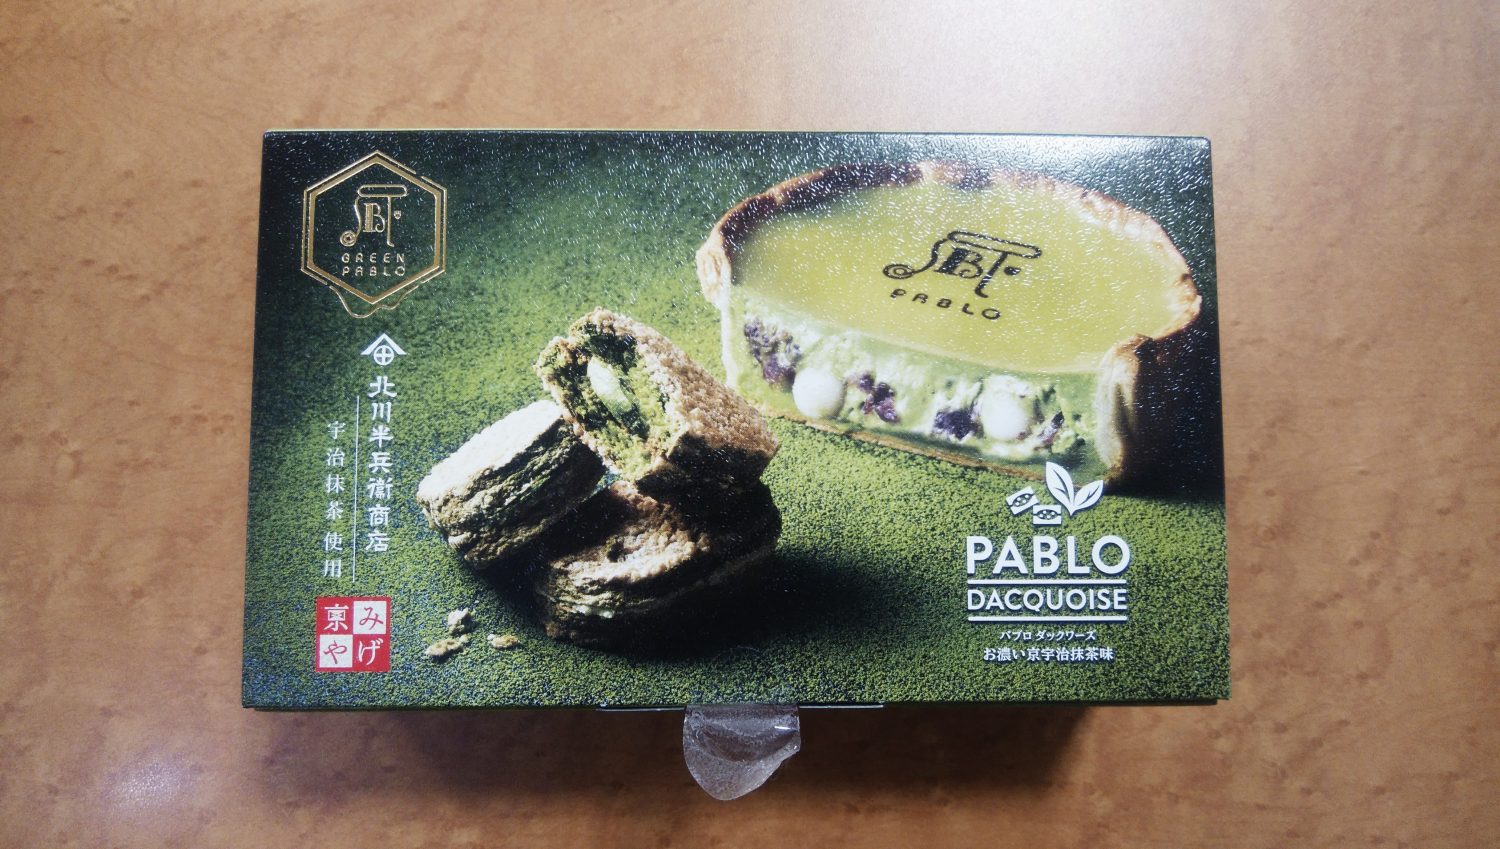 GREEN
PABLO
北川半兵衞商店
宇治抹茶使用
京みやげ
PABLO
PABLO
DACQUOISE
パブロ ダックワーズ
お濃い京宇治抹茶味